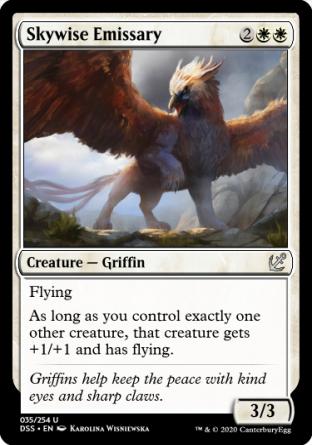 Skywise Emissary 2
Creature — Griffin
Flying
As long as you control exactly one
other creature, that creature gets
+1/+1 and has flying.
Griffins help keep the peace with kind
eyes and sharp claws.
3/3
035/254 U
DSS • EN Karolina Wisniewska ™ & © 2020 CanterburyEgg